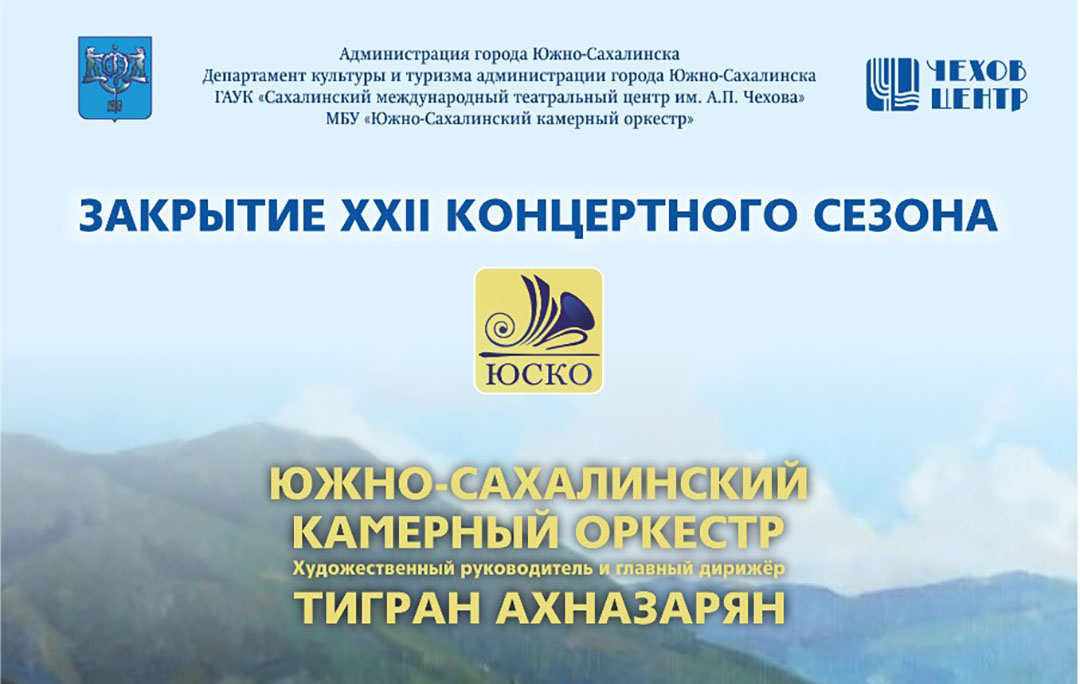 Администрация города Южно-Сахалинска
Департамент культуры и туризма администрации города Южно-Сахалинска
ГАУК «Сахалинский международный театральный центр им. А.П. Чехова»
МБУ «Южно-Сахалинский камерный оркестр»
ЧЕХОВ
ЦЕНТР
ЗАКРЫТИЕ XXII КОНЦЕРТНОГО СЕЗОНА
ЮСКО
ЮЖНО-САХАЛИНСКИЙ
КАМЕРНЫЙ ОРКЕСТР
Художественный руководитель и главный дирижёр
ТИГРАН АХНАЗАРЯН